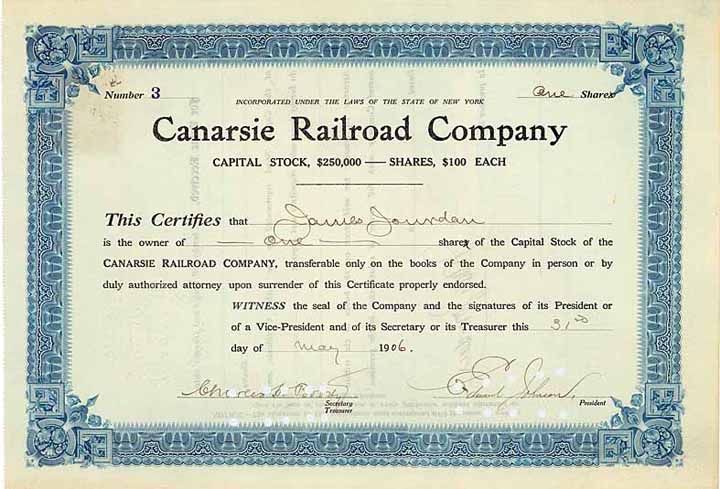 Number 3
One Share
INCORPORATED UNDER THE LAWS OF THE STATE OF NEW YORK
Canarsie Railroad Company
CAPITAL STOCK, $250,000 — SHARES, $100 EACH
This Certifies that James Jourdan
is the owner of — One — share of the Capital Stock of the
CANARSIE RAILROAD COMPANY, transferable only on the books of the Company in person or by
duly authorized attorney upon surrender of this Certificate properly endorsed.
WITNESS the seal of the Company and the signatures of its President or
of a Vice-President and of its Secretary or its Treasurer this 31st
day of May 1906.
Johnson
Secretary
Treasurer
President